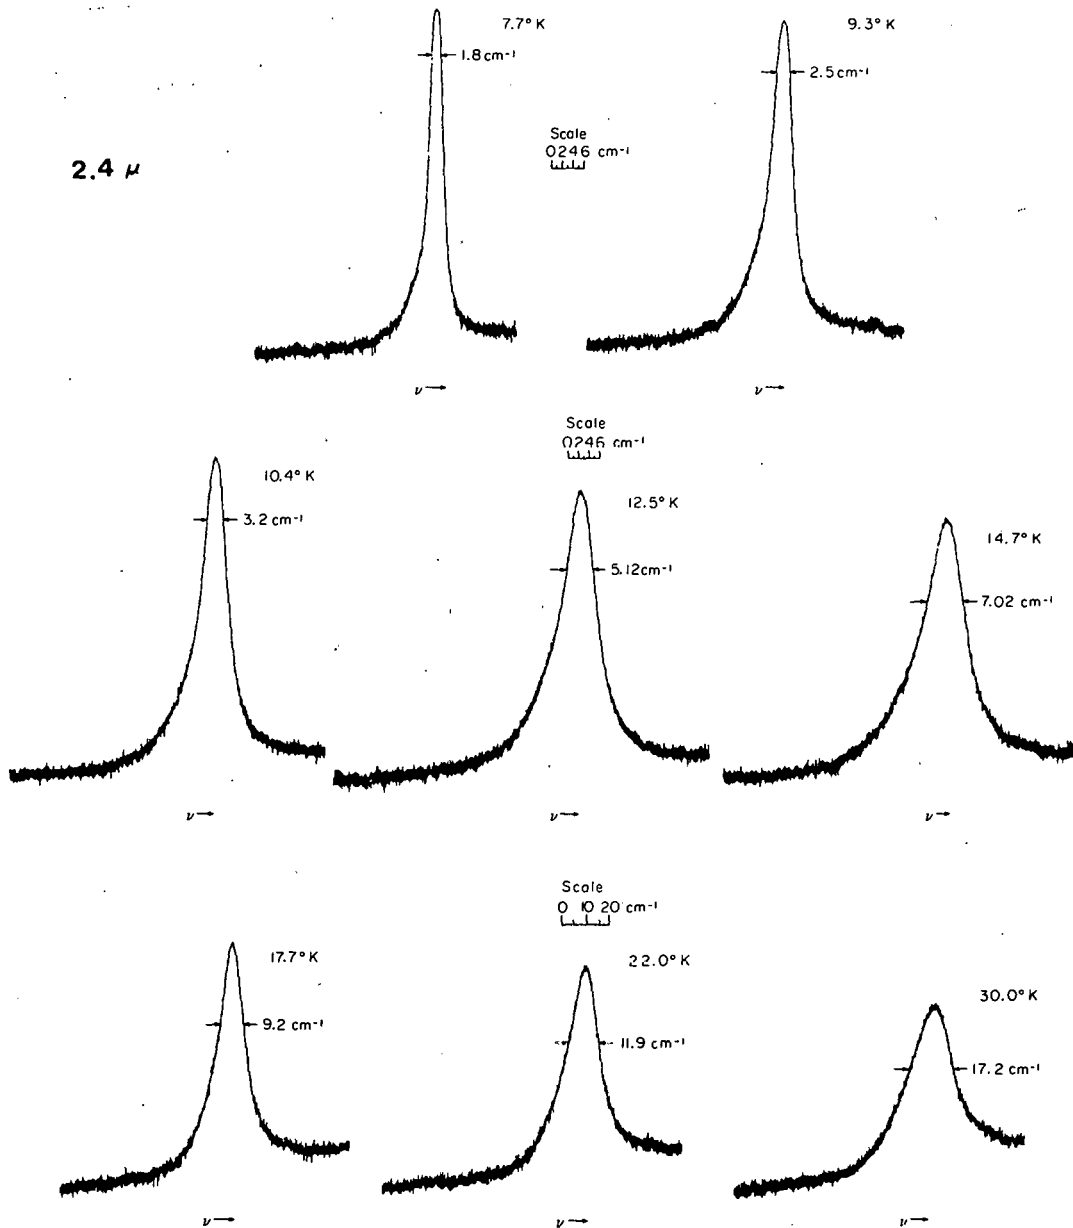 7.7° K
1.8 cm⁻¹
9.3° K
2.5 cm⁻¹
Scale
0246 cm⁻¹
2.4 μ
ν→
ν→
Scale
0246 cm⁻¹
10.4° K
3.2 cm⁻¹
12.5° K
5.12 cm⁻¹
14.7° K
7.02 cm⁻¹
ν→
ν→
ν→
Scale
0 10 20 cm⁻¹
17.7° K
9.2 cm⁻¹
22.0° K
11.9 cm⁻¹
30.0° K
17.2 cm⁻¹
ν→
ν→
ν→